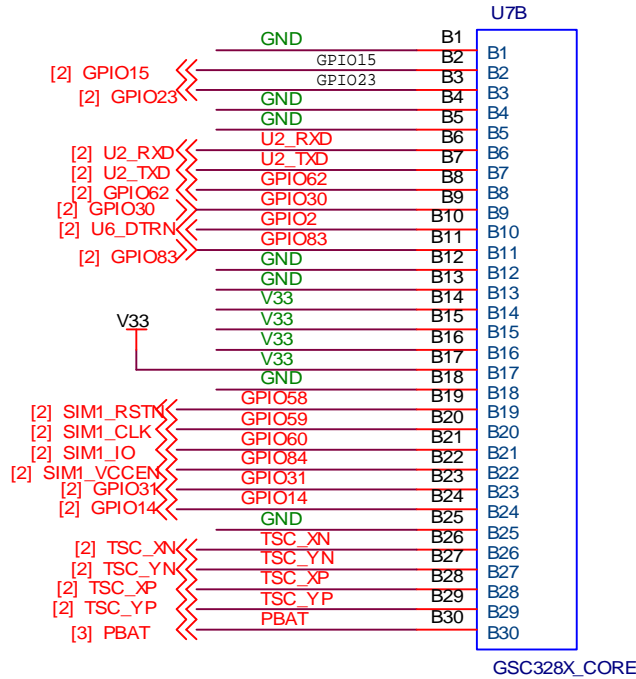 U7B
GND B1 B1
GPIO15 B2 B2
[2] GPIO15
GPIO23 B3 B3
[2] GPIO23
GND B4 B4
GND B5 B5
U2_RXD B6 B6
[2] U2_RXD
U2_TXD B7 B7
[2] U2_TXD
GPIO62 B8 B8
[2] GPIO62
GPIO30 B9 B9
[2] GPIO30
GPIO2 B10 B10
[2] U6_DTRN
GPIO83 B11 B11
[2] GPIO83
GND B12 B12
GND B13 B13
V33 B14 B14
V33 B15 B15
V33 B16 B16
V33
V33 B17 B17
GND B18 B18
GPIO58 B19 B19
[2] SIM1_RSTN
GPIO59 B20 B20
[2] SIM1_CLK
GPIO60 B21 B21
[2] SIM1_IO
GPIO84 B22 B22
[2] SIM1_VCCEN
GPIO31 B23 B23
[2] GPIO31
GPIO14 B24 B24
[2] GPIO14
GND B25 B25
TSC_XN B26 B26
[2] TSC_XN
TSC_YN B27 B27
[2] TSC_YN
TSC_XP B28 B28
[2] TSC_XP
TSC_YP B29 B29
[2] TSC_YP
PBAT B30 B30
[3] PBAT
GSC328X_CORE